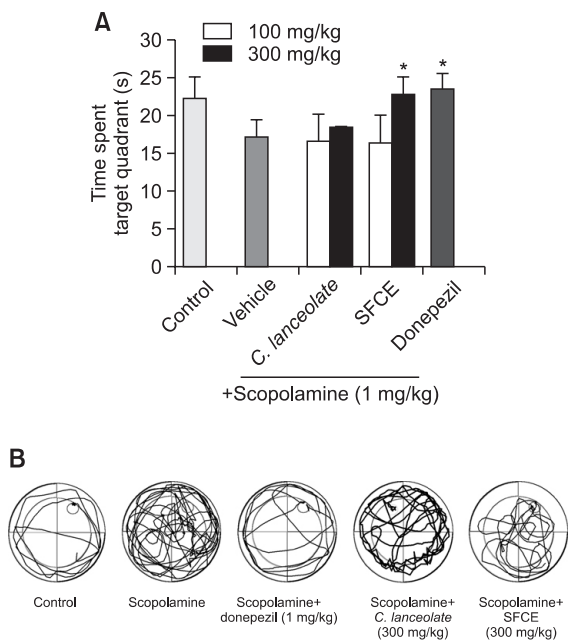 A
100 mg/kg
300 mg/kg
30
25
20
15
10
5
0
Time spent
target quadrant (s)
*
*
Control
Vehicle
C. lanceolate
SFCE
Donepezil
+Scopolamine (1 mg/kg)
B
Control
Scopolamine
Scopolamine+
donepezil (1 mg/kg)
Scopolamine+
C. lanceolate
(300 mg/kg)
Scopolamine+
SFCE
(300 mg/kg)